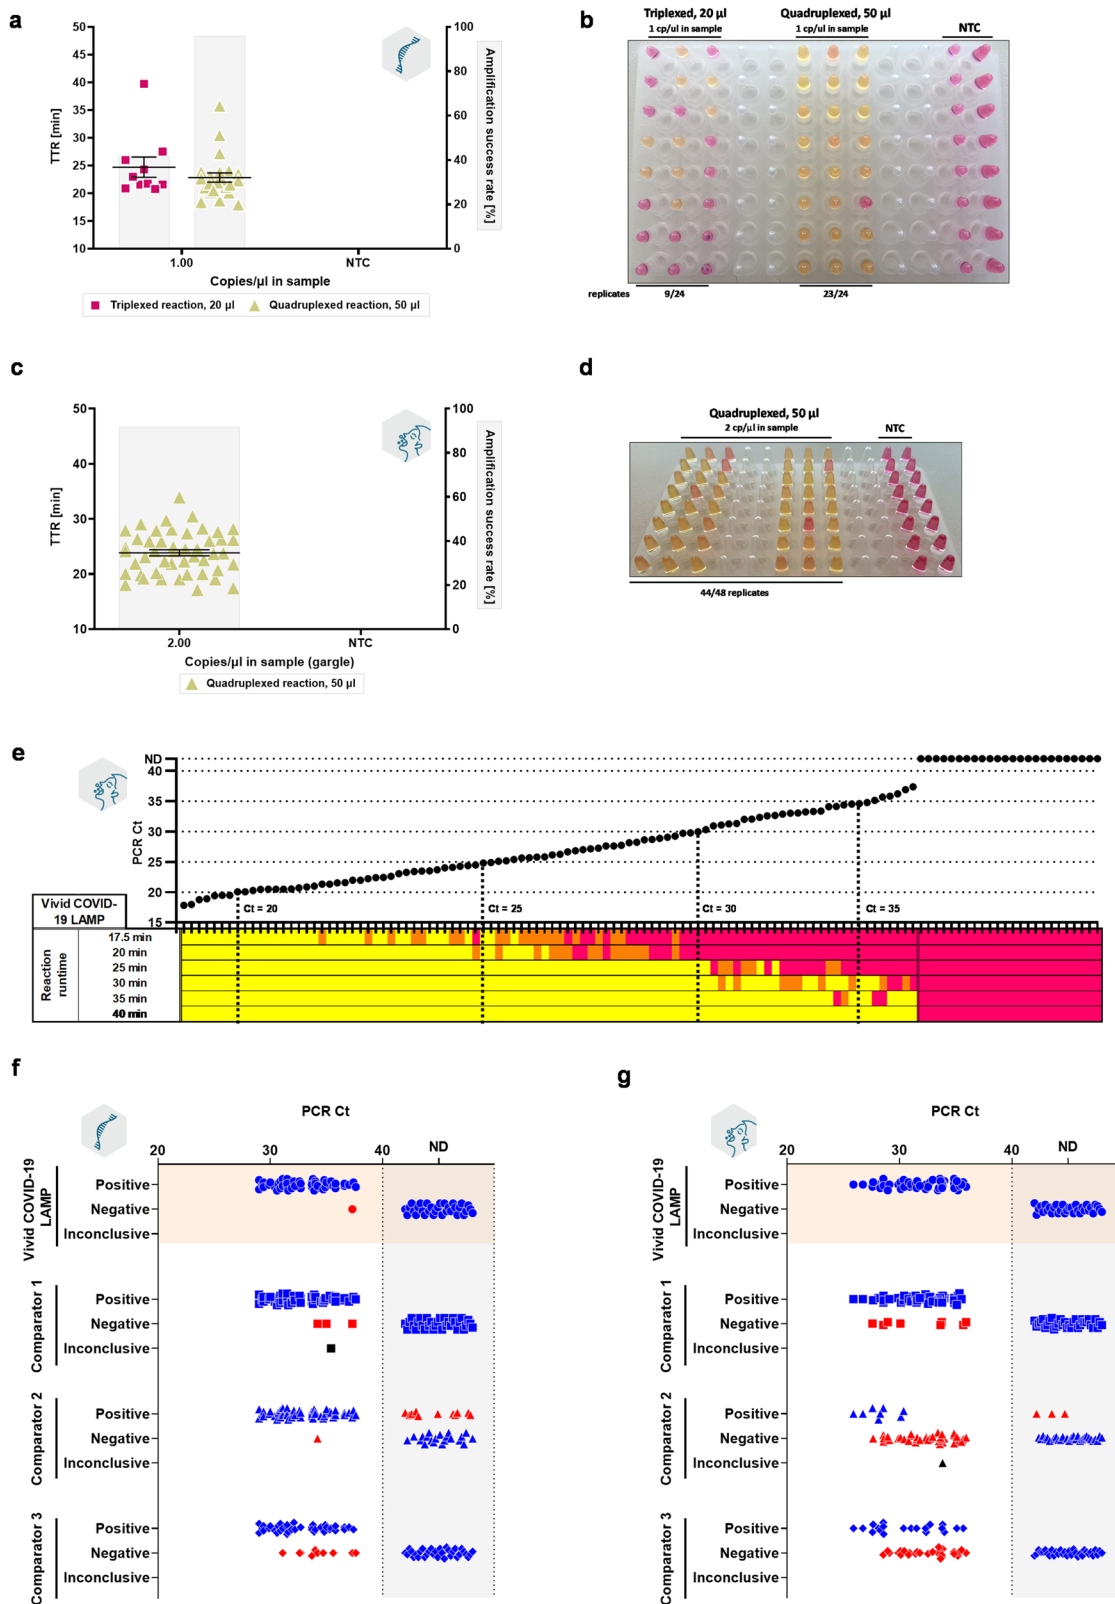 a
50
45
40
35
30
25
20
15
10
TTR [min]
100
80
60
40
20
0
Amplification success rate [%]
1.00
NTC
Copies/µl in sample
Triplexed reaction, 20 µl
Quadruplexed reaction, 50 µl
b
Triplexed, 20 µl
1 cp/ul in sample
Quadruplexed, 50 µl
1 cp/ul in sample
NTC
replicates
9/24
23/24
c
50
40
30
20
10
TTR [min]
100
80
60
40
20
0
Amplification success rate [%]
2.00
NTC
Copies/µl in sample (gargle)
Quadruplexed reaction, 50 µl
d
Quadruplexed, 50 µl
2 cp/µl in sample
NTC
44/48 replicates
e
ND
40
35
30
25
20
15
PCR Ct
Ct = 20
Ct = 25
Ct = 30
Ct = 35
Vivid COVID-
19 LAMP
Reaction
runtime
17.5 min
20 min
25 min
30 min
35 min
40 min
f
PCR Ct
20
30
40
ND
Vivid COVID-19
LAMP
Positive
Negative
Inconclusive
Comparator 1
Positive
Negative
Inconclusive
Comparator 2
Positive
Negative
Inconclusive
Comparator 3
Positive
Negative
Inconclusive
g
PCR Ct
20
30
40
ND
Vivid COVID-19
LAMP
Positive
Negative
Inconclusive
Comparator 1
Positive
Negative
Inconclusive
Comparator 2
Positive
Negative
Inconclusive
Comparator 3
Positive
Negative
Inconclusive